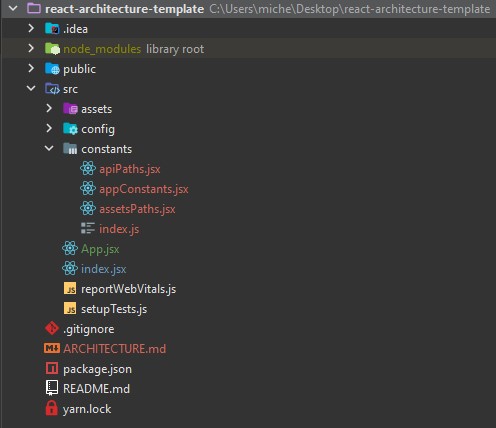 react-architecture-template C:\Users\miche\Desktop\react-architecture-template
.idea
node_modules library root
public
src
assets
config
constants
apiPaths.jsx
appConstants.jsx
assetsPaths.jsx
index.js
App.jsx
index.jsx
JS reportWebVitals.js
JS setupTests.js
.gitignore
ARCHITECTURE.md
package.json
README.md
yarn.lock